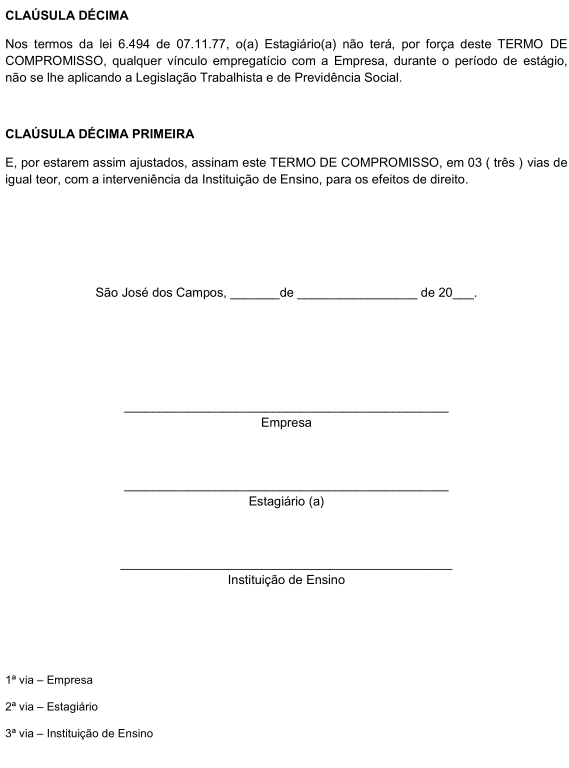 CLAÚSULA DÉCIMA
Nos termos da lei 6.494 de 07.11.77, o(a) Estagiário(a) não terá, por força deste TERMO DE
COMPROMISSO, qualquer vínculo empregatício com a Empresa, durante o período de estágio,
não se lhe aplicando a Legislação Trabalhista e de Previdência Social.
CLAÚSULA DÉCIMA PRIMEIRA
E, por estarem assim ajustados, assinam este TERMO DE COMPROMISSO, em 03 ( três ) vias de
igual teor, com a interveniência da Instituição de Ensino, para os efeitos de direito.
São José dos Campos, _______de _________________ de 20___.
Empresa
Estagiário (a)
Instituição de Ensino
1ª via – Empresa
2ª via – Estagiário
3ª via – Instituição de Ensino